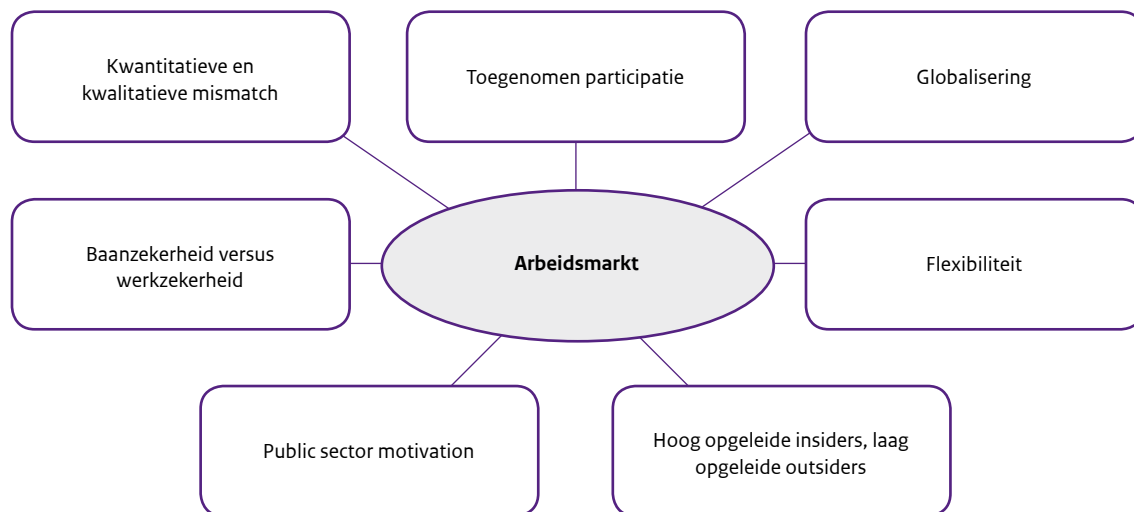 Kwantitatieve en
kwalitatieve mismatch
Toegenomen participatie
Globalisering
Baanzekerheid versus
werkzekerheid
Arbeidsmarkt
Flexibiliteit
Public sector motivation
Hoog opgeleide insiders, laag
opgeleide outsiders